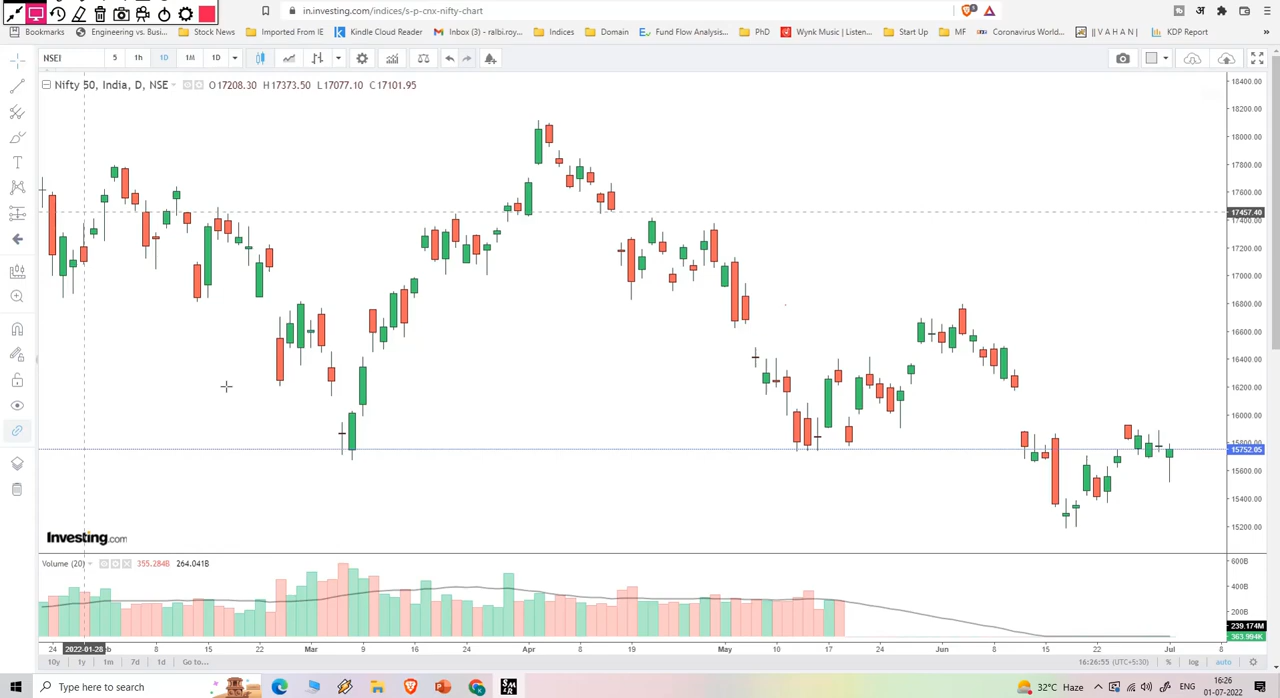 in.investing.com/indices/s-p-cnx-nifty-chart
Bookmarks Engineering vs. Busi... Stock News Imported From IE Kindle Cloud Reader Inbox (3) - ralbi.roy... Indices Domain Fund Flow Analysis... PhD Wynk Music | Listen... Start Up MF Coronavirus World... || V A H A N | KDP Report »
NSEI 5 1h 1D 1M 1D
Nifty 50, India, D, NSE O17208.30 H17373.50 L17077.10 C17101.95
18400.00
18200.00
18000.00
17800.00
17600.00
17457.40
17400.00
17200.00
17000.00
16800.00
16600.00
16400.00
16200.00
16000.00
15752.05
15600.00
15400.00
15200.00
Investing.com
Volume (20) 355.284B 264.041B
600B
400B
200B
239.174M
363.994K
24 2022-01-28 8 15 22 Mar 9 16 Apr 8 19 May 10 17 24 Jun 8 15 22 Jul 8
10y 1y 1m 7d 1d Go to... 16:26:55 (UTC+5:30) % log auto
Type here to search 32°C Haze ENG 16:26
01-07-2022